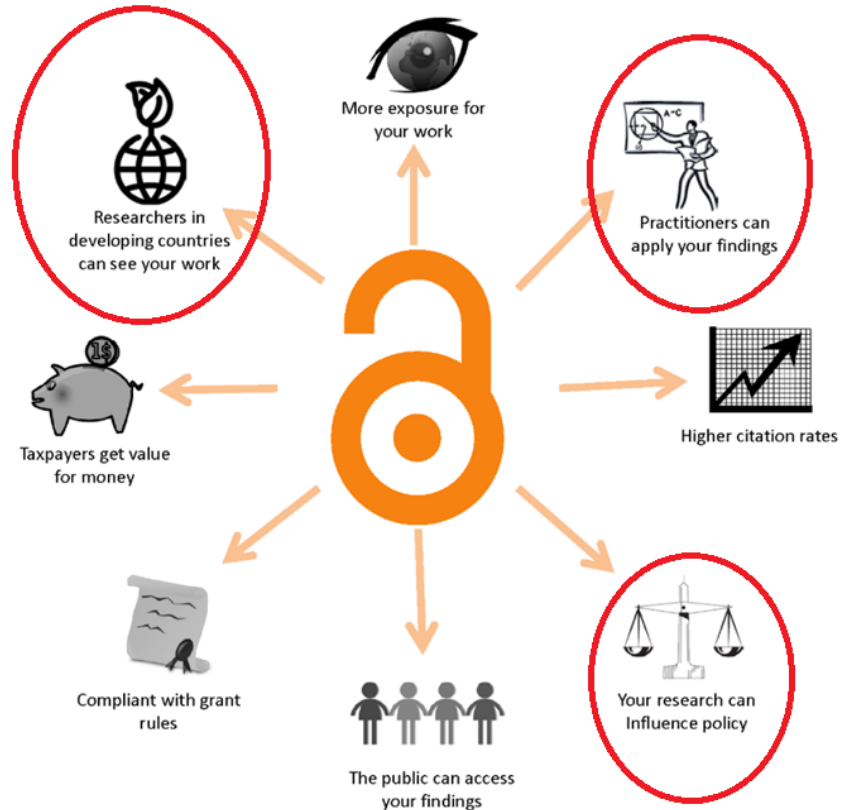 More exposure for
your work
Researchers in
developing countries
can see your work
A=C
Practitioners can
apply your findings
1$
Taxpayers get value
for money
Higher citation rates
Compliant with grant
rules
The public can access
your findings
Your research can
Influence policy